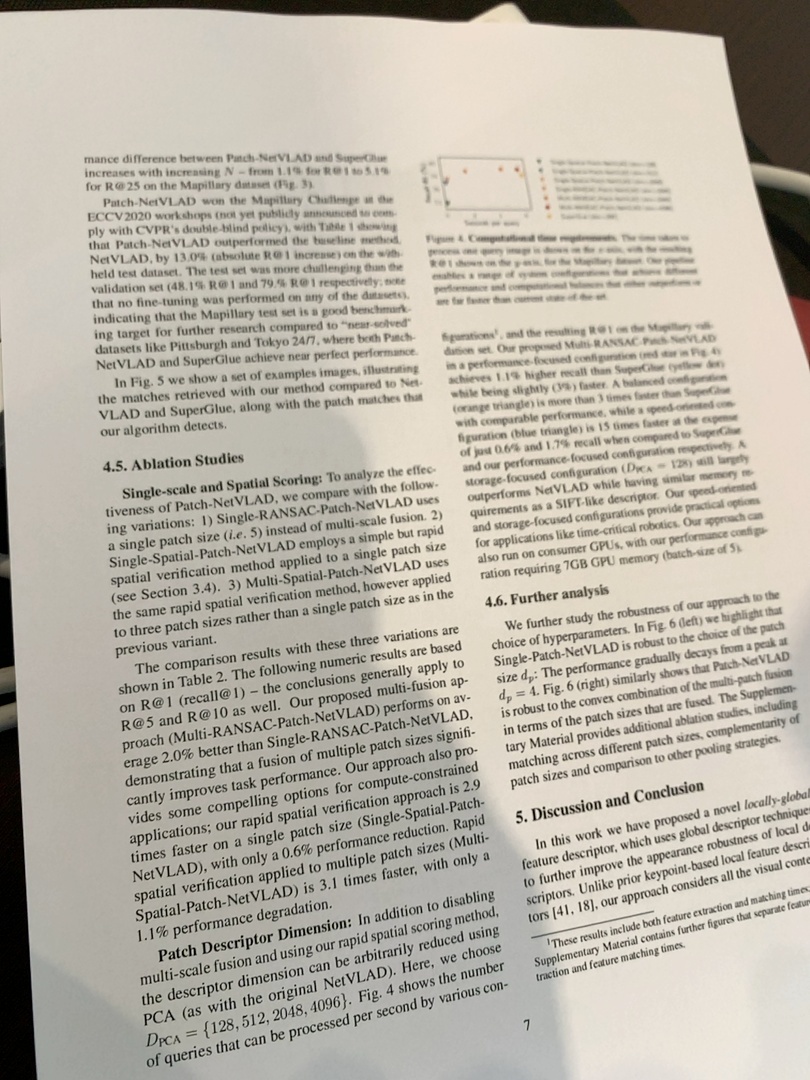 mance difference between Patch-NetVLAD and SuperGlue
increases with increasing N – from 1.1% for R@1 to 5.1%
for R@25 on the Mapillary dataset (Fig. 3).
Patch-NetVLAD won the Mapillary Challenge at the
ECCV2020 workshops (not yet publicly announced to com-
ply with CVPR's double-blind policy), with Table 1 showing
that Patch-NetVLAD outperformed the baseline method,
NetVLAD, by 13.0% (absolute R@1 increase) on the with-
held test dataset. The test set was more challenging than the
validation set (48.1% R@1 and 79.% R@1 respectively; note
that no fine-tuning was performed on any of the datasets),
indicating that the Mapillary test set is a good benchmark-
ing target for further research compared to "near-solved"
datasets like Pittsburgh and Tokyo 24/7, where both Patch-
NetVLAD and SuperGlue achieve near perfect performance.
In Fig. 5 we show a set of examples images, illustrating
the matches retrieved with our method compared to Net-
VLAD and SuperGlue, along with the patch matches that
our algorithm detects.
4.5. Ablation Studies
Single-scale and Spatial Scoring: To analyze the effec-
tiveness of Patch-NetVLAD, we compare with the follow-
ing variations: 1) Single-RANSAC-Patch-NetVLAD uses
a single patch size (i.e. 5) instead of multi-scale fusion. 2)
Single-Spatial-Patch-NetVLAD employs a simple but rapid
spatial verification method applied to a single patch size
(see Section 3.4). 3) Multi-Spatial-Patch-NetVLAD uses
the same rapid spatial verification method, however applied
to three patch sizes rather than a single patch size as in the
previous variant.
The comparison results with these three variations are
shown in Table 2. The following numeric results are based
on R@1 (recall@1) – the conclusions generally apply to
R@5 and R@10 as well. Our proposed multi-fusion ap-
proach (Multi-RANSAC-Patch-NetVLAD) performs on av-
erage 2.0% better than Single-RANSAC-Patch-NetVLAD,
demonstrating that a fusion of multiple patch sizes signifi-
cantly improves task performance. Our approach also pro-
vides some compelling options for compute-constrained
applications; our rapid spatial verification approach is 2.9
times faster on a single patch size (Single-Spatial-Patch-
NetVLAD), with only a 0.6% performance reduction. Rapid
spatial verification applied to multiple patch sizes (Multi-
Spatial-Patch-NetVLAD) is 3.1 times faster, with only a
1.1% performance degradation.
Patch Descriptor Dimension: In addition to disabling
multi-scale fusion and using our rapid spatial scoring method,
the descriptor dimension can be arbitrarily reduced using
PCA (as with the original NetVLAD). Here, we choose
D_PCA = {128, 512, 2048, 4096}. Fig. 4 shows the number
of queries that can be processed per second by various con-
Figure 4. Computational time requirements. The time taken to
process one query image is shown on the x-axis, with the resulting
R@1 shown on the y-axis, for the Mapillary dataset. Our pipeline
enables a range of system configurations that achieve different
performance and computational balances that either outperform or
are far faster than current state-of-the-art.
figurations¹, and the resulting R@1 on the Mapillary vali-
dation set. Our proposed Multi-RANSAC-Patch-NetVLAD
in a performance-focused configuration (red star in Fig. 4)
achieves 1.1% higher recall than SuperGlue (yellow dot)
while being slightly (3%) faster. A balanced configuration
(orange triangle) is more than 3 times faster than SuperGlue
with comparable performance, while a speed-oriented con-
figuration (blue triangle) is 15 times faster at the expense
of just 0.6% and 1.7% recall when compared to SuperGlue
and our performance-focused configuration respectively. A
storage-focused configuration (D_PCA = 128) still largely
outperforms NetVLAD while having similar memory re-
quirements as a SIFT-like descriptor. Our speed-oriented
and storage-focused configurations provide practical options
for applications like time-critical robotics. Our approach can
also run on consumer GPUs, with our performance configu-
ration requiring 7GB GPU memory (batch-size of 5).
4.6. Further analysis
We further study the robustness of our approach to the
choice of hyperparameters. In Fig. 6 (left) we highlight that
Single-Patch-NetVLAD is robust to the choice of the patch
size d_p: The performance gradually decays from a peak at
d_p = 4. Fig. 6 (right) similarly shows that Patch-NetVLAD
is robust to the convex combination of the multi-patch fusion
in terms of the patch sizes that are fused. The Supplemen-
tary Material provides additional ablation studies, including
matching across different patch sizes, complementarity of
patch sizes and comparison to other pooling strategies.
5. Discussion and Conclusion
In this work we have proposed a novel locally-global
feature descriptor, which uses global descriptor technique
to further improve the appearance robustness of local de
scriptors. Unlike prior keypoint-based local feature descri
tors [41, 18], our approach considers all the visual conte
¹These results include both feature extraction and matching times;
Supplementary Material contains further figures that separate featur
traction and feature matching times.
7